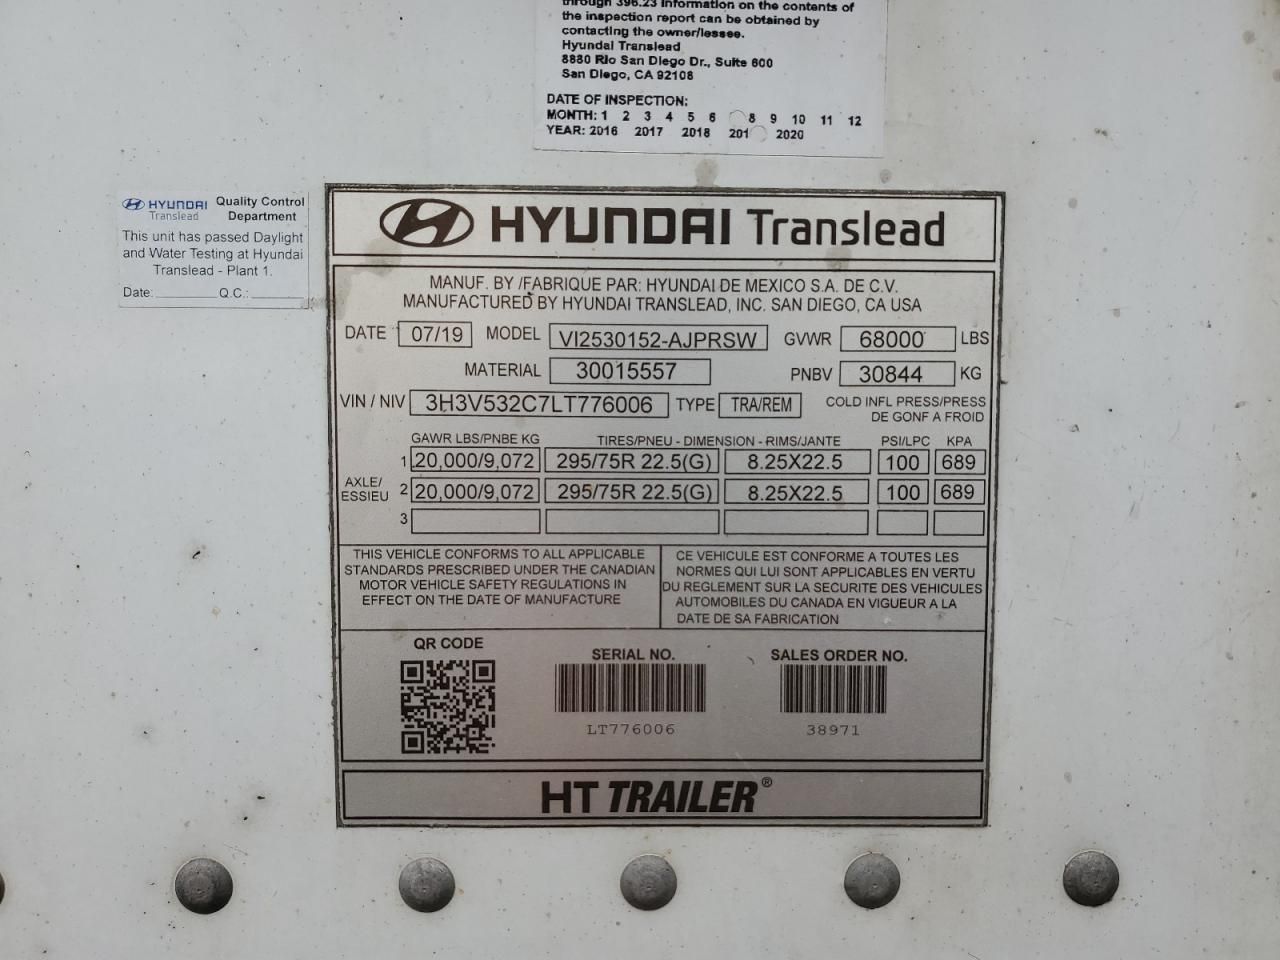 through 396.23 Information on the contents of
the inspection report can be obtained by
contacting the owner/lessee.
Hyundai Translead
8880 Rio San Diego Dr., Suite 600
San Diego, CA 92108
DATE OF INSPECTION:
MONTH: 1 2 3 4 5 6 8 9 10 11 12
YEAR: 2016 2017 2018 201 2020
HYUNDAI Translead Quality Control Department
This unit has passed Daylight
and Water Testing at Hyundai
Translead - Plant 1.
Date: Q.C.:
HYUNDAI Translead
MANUF. BY /FABRIQUE PAR: HYUNDAI DE MEXICO S.A. DE C.V.
MANUFACTURED BY HYUNDAI TRANSLEAD, INC. SAN DIEGO, CA USA
DATE 07/19 MODEL VI2530152-AJPRSW GVWR 68000 LBS
MATERIAL 30015557 PNBV 30844 KG
VIN / NIV 3H3V532C7LT776006 TYPE TRA/REM COLD INFL PRESS/PRESS
DE GONF A FROID
GAWR LBS/PNBE KG TIRES/PNEU - DIMENSION - RIMS/JANTE PSI/LPC KPA
1 20,000/9,072 295/75R 22.5(G) 8.25X22.5 100 689
AXLE/
ESSIEU 2 20,000/9,072 295/75R 22.5(G) 8.25X22.5 100 689
3
THIS VEHICLE CONFORMS TO ALL APPLICABLE
STANDARDS PRESCRIBED UNDER THE CANADIAN
MOTOR VEHICLE SAFETY REGULATIONS IN
EFFECT ON THE DATE OF MANUFACTURE
CE VEHICULE EST CONFORME A TOUTES LES
NORMES QUI LUI SONT APPLICABLES EN VERTU
DU REGLEMENT SUR LA SECURITE DES VEHICULES
AUTOMOBILES DU CANADA EN VIGUEUR A LA
DATE DE SA FABRICATION
QR CODE
SERIAL NO.
LT776006
SALES ORDER NO.
38971
HT TRAILER®